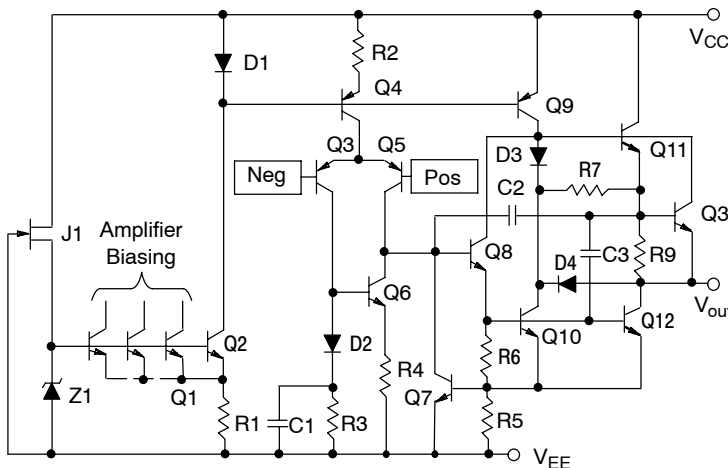 VCC
R2
D1
Q4
Q9
Q3
Q5
D3
Q11
R7
Neg
Pos
C2
Q3
J1
Amplifier
Biasing
Q8
C3
R9
D4
Q6
Vout
Q2
Q10
Q12
D2
R6
R4
Z1
Q1
Q7
R1
C1
R3
R5
VEE